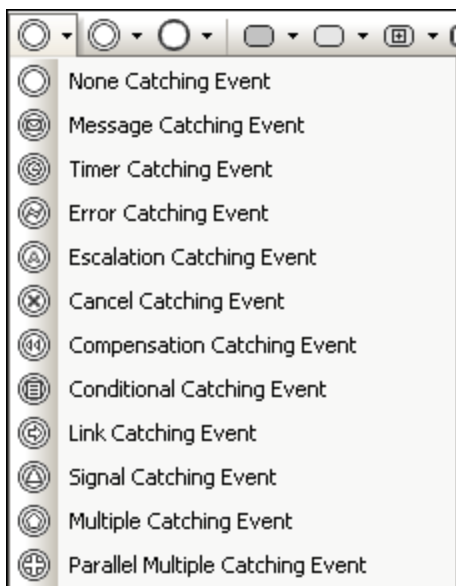 None Catching Event
Message Catching Event
Timer Catching Event
Error Catching Event
Escalation Catching Event
Cancel Catching Event
Compensation Catching Event
Conditional Catching Event
Link Catching Event
Signal Catching Event
Multiple Catching Event
Parallel Multiple Catching Event